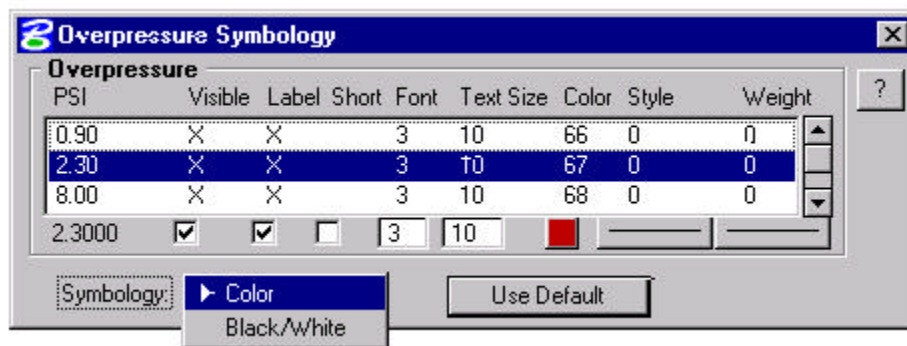 Overpressure Symbology
Overpressure
PSI Visible Label Short Font Text Size Color Style Weight
?
0.90 X X 3 10 66 0 0
2.30 X X 3 10 67 0 0
8.00 X X 3 10 68 0 0
2.3000 3 10
Symbology: Color
Use Default
Black/White